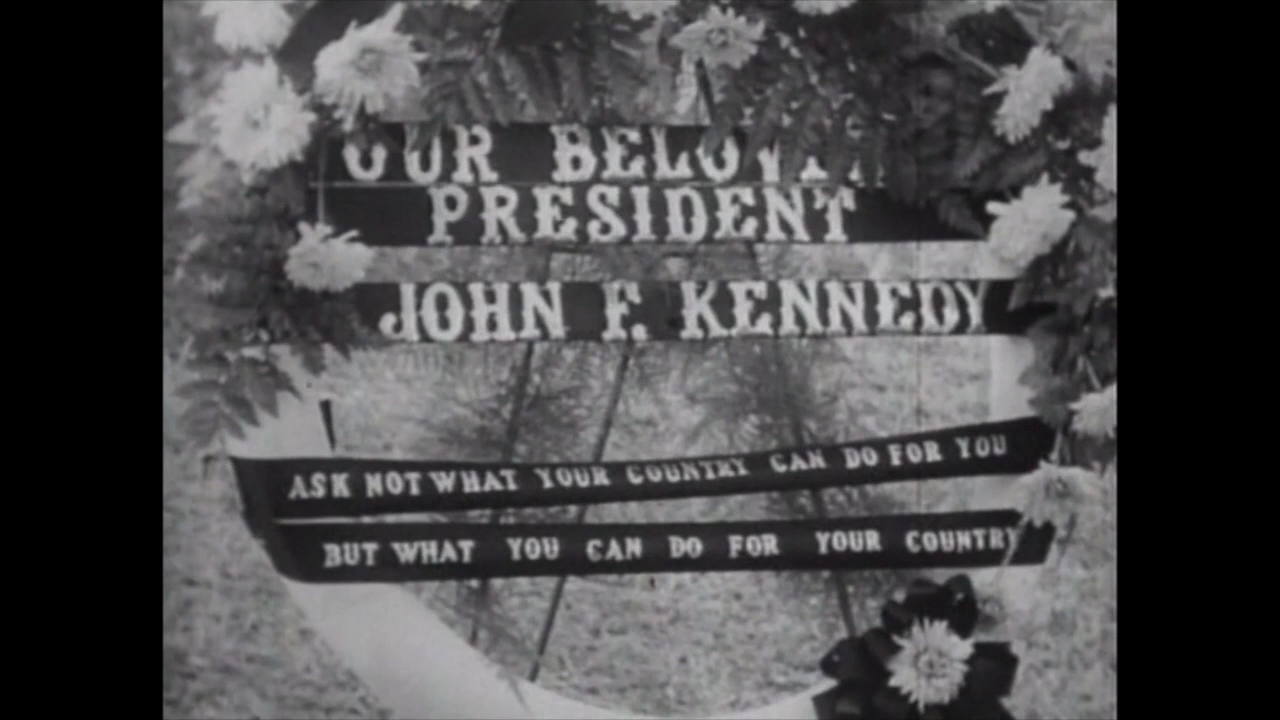 OUR BELOVED
PRESIDENT
JOHN F. KENNEDY
ASK NOT WHAT YOUR COUNTRY CAN DO FOR YOU
BUT WHAT YOU CAN DO FOR YOUR COUNTRY